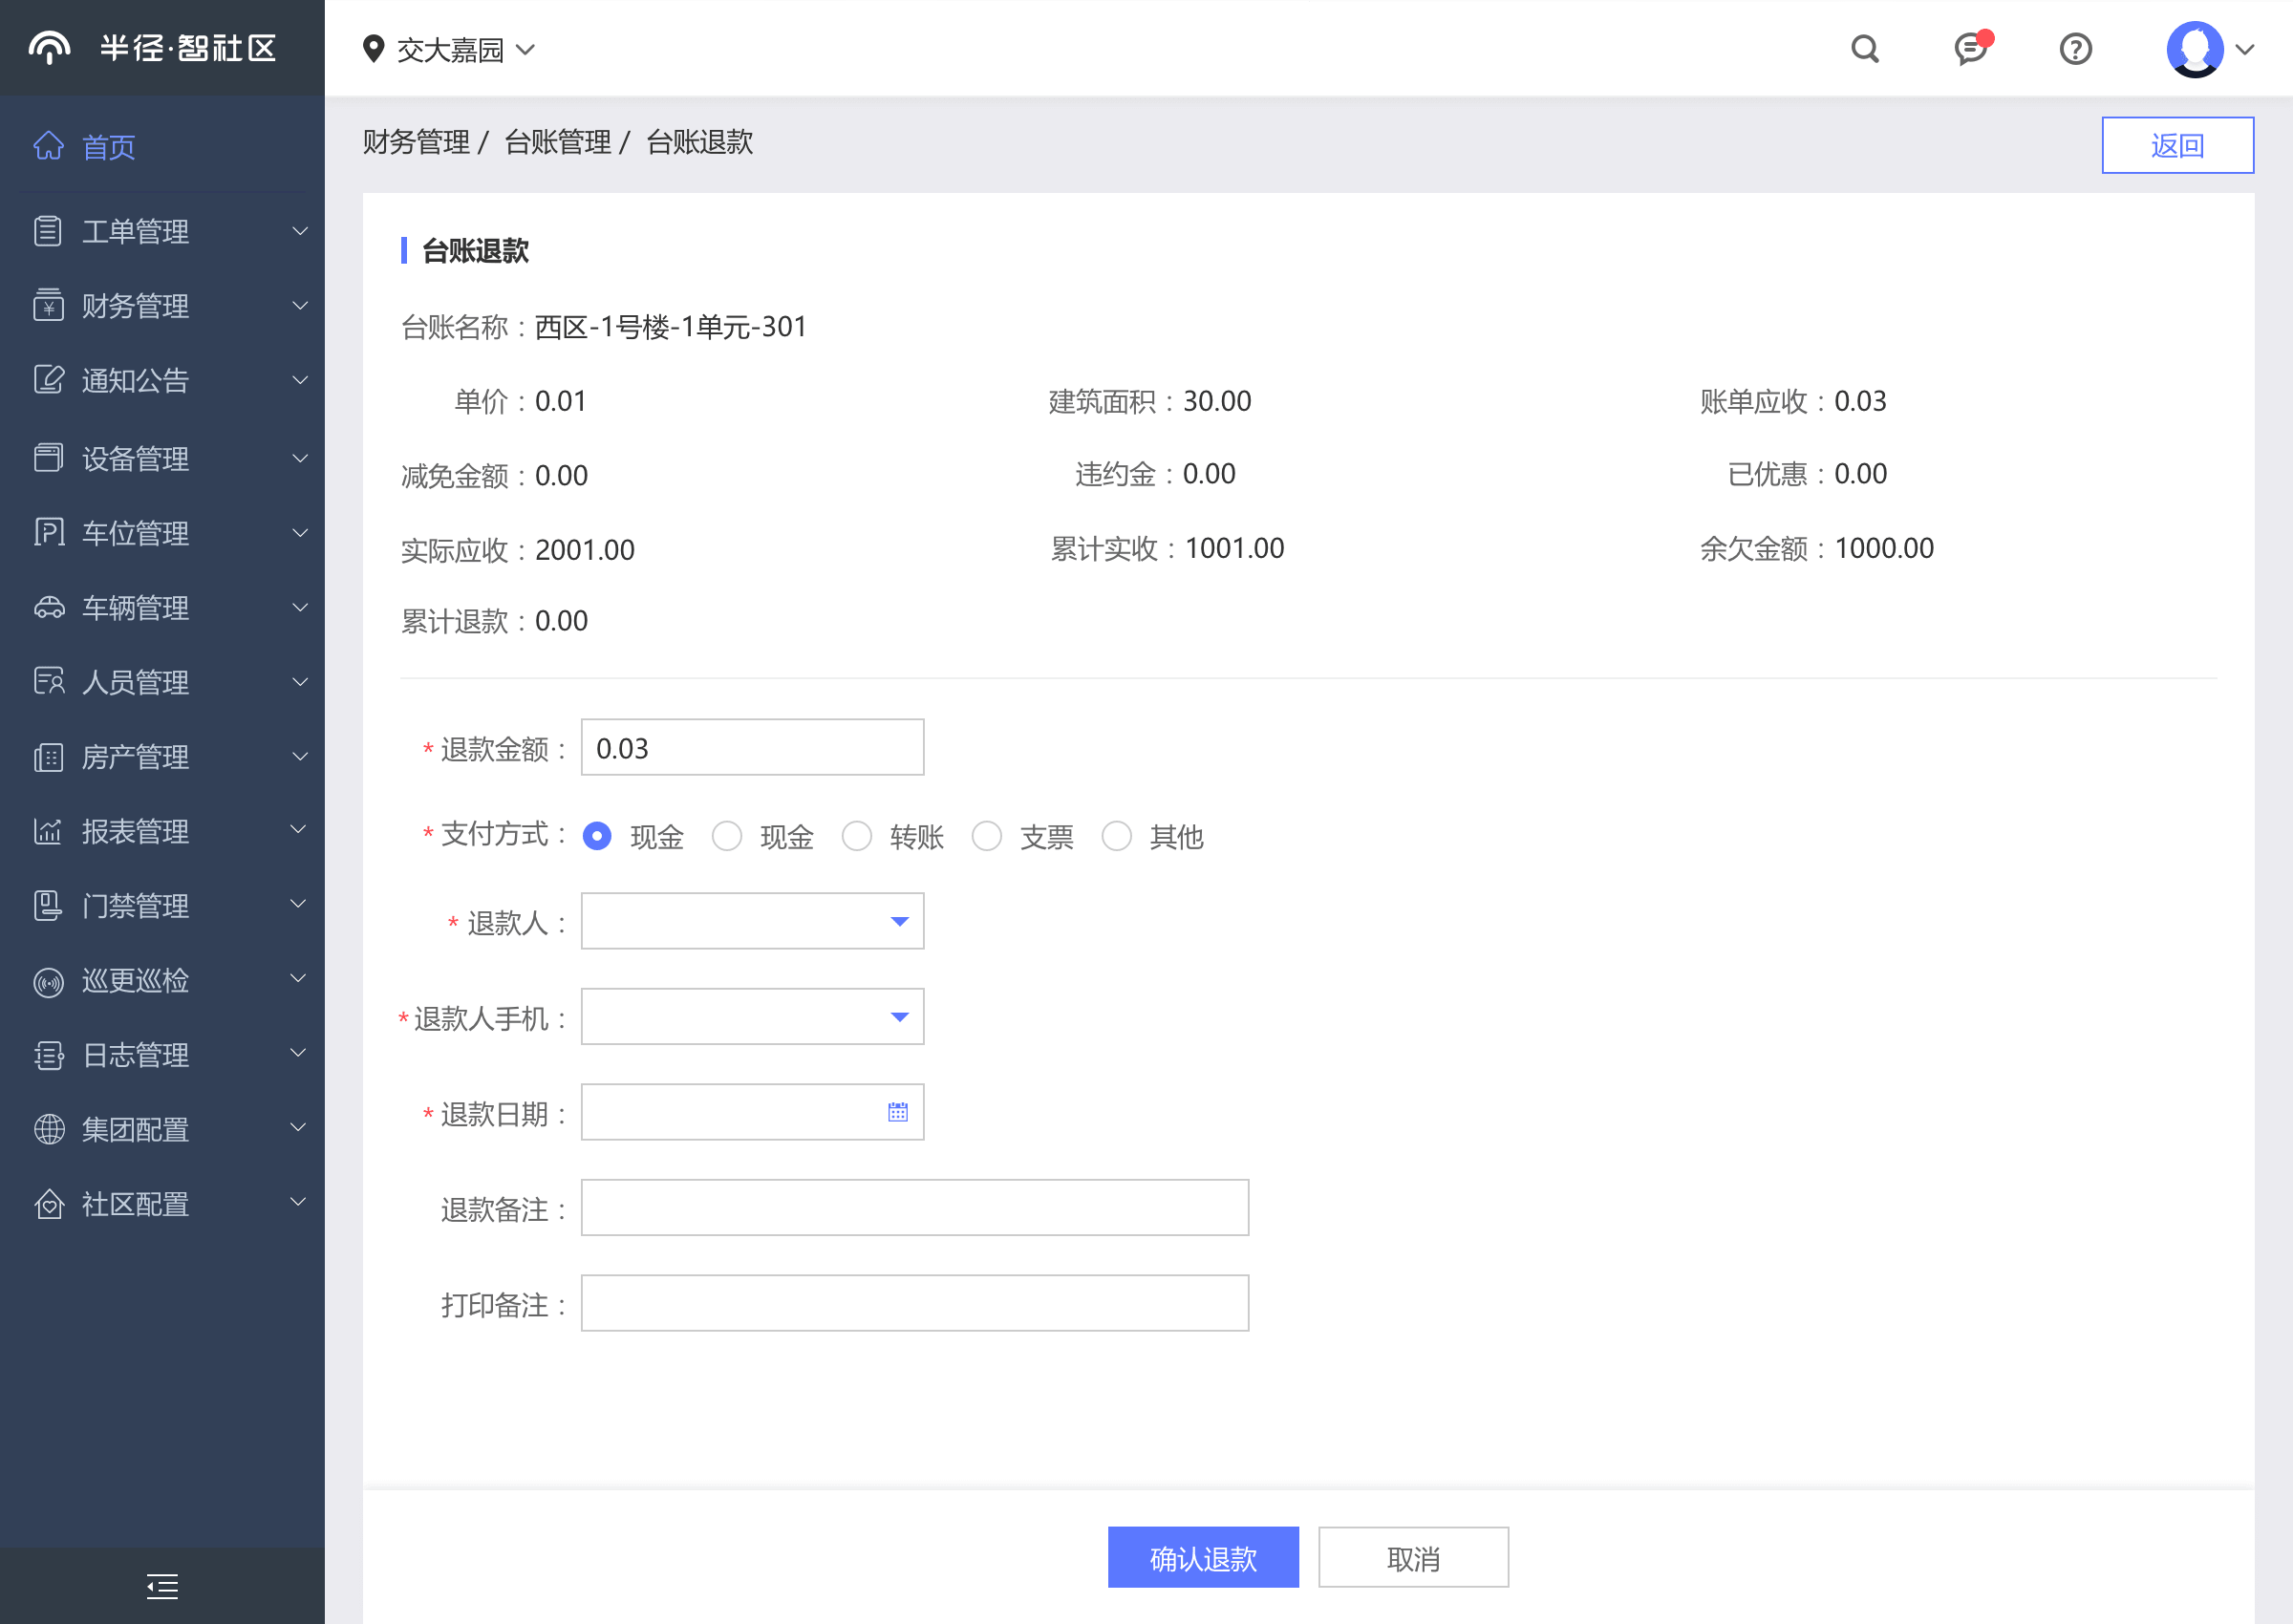 半径·智社区
交大嘉园
首页
工单管理
财务管理
通知公告
设备管理
车位管理
车辆管理
人员管理
房产管理
报表管理
门禁管理
巡更巡检
日志管理
集团配置
社区配置
财务管理 / 台账管理 / 台账退款
返回
台账退款
台账名称：西区-1号楼-1单元-301
单价：0.01 建筑面积：30.00 账单应收：0.03
减免金额：0.00 违约金：0.00 已优惠：0.00
实际应收：2001.00 累计实收：1001.00 余欠金额：1000.00
累计退款：0.00
* 退款金额： 0.03
* 支付方式： 现金 现金 转账 支票 其他
* 退款人：
* 退款人手机：
* 退款日期：
退款备注：
打印备注：
确认退款 取消